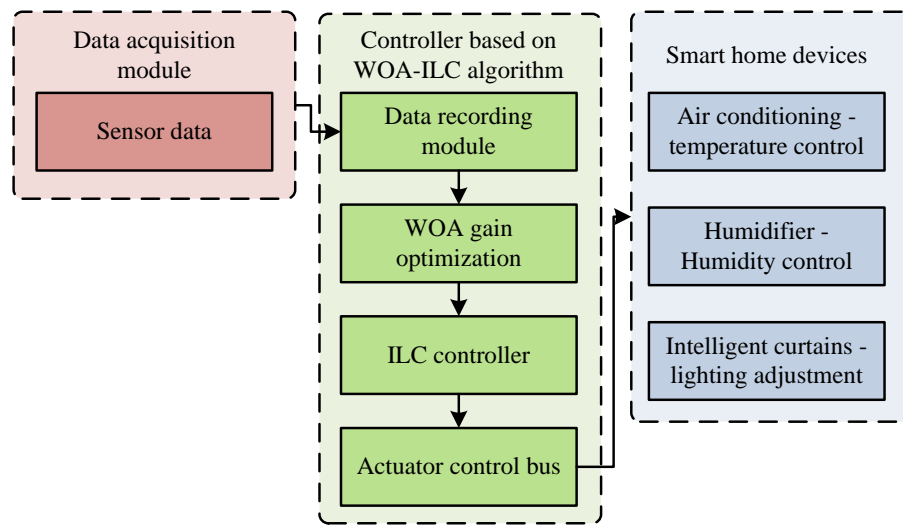 Data acquisition
module
Sensor data
Controller based on
WOA-ILC algorithm
Data recording
module
WOA gain
optimization
ILC controller
Actuator control bus
Smart home devices
Air conditioning -
temperature control
Humidifier -
Humidity control
Intelligent curtains -
lighting adjustment